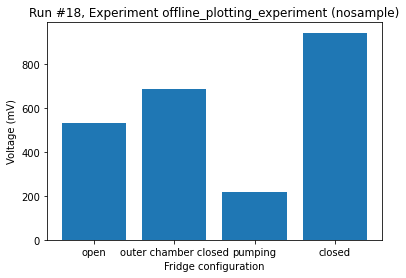 Run #18, Experiment offline_plotting_experiment (nosample)
Voltage (mV)
800
600
400
200
0
open
outer chamber closed
pumping
closed
Fridge configuration